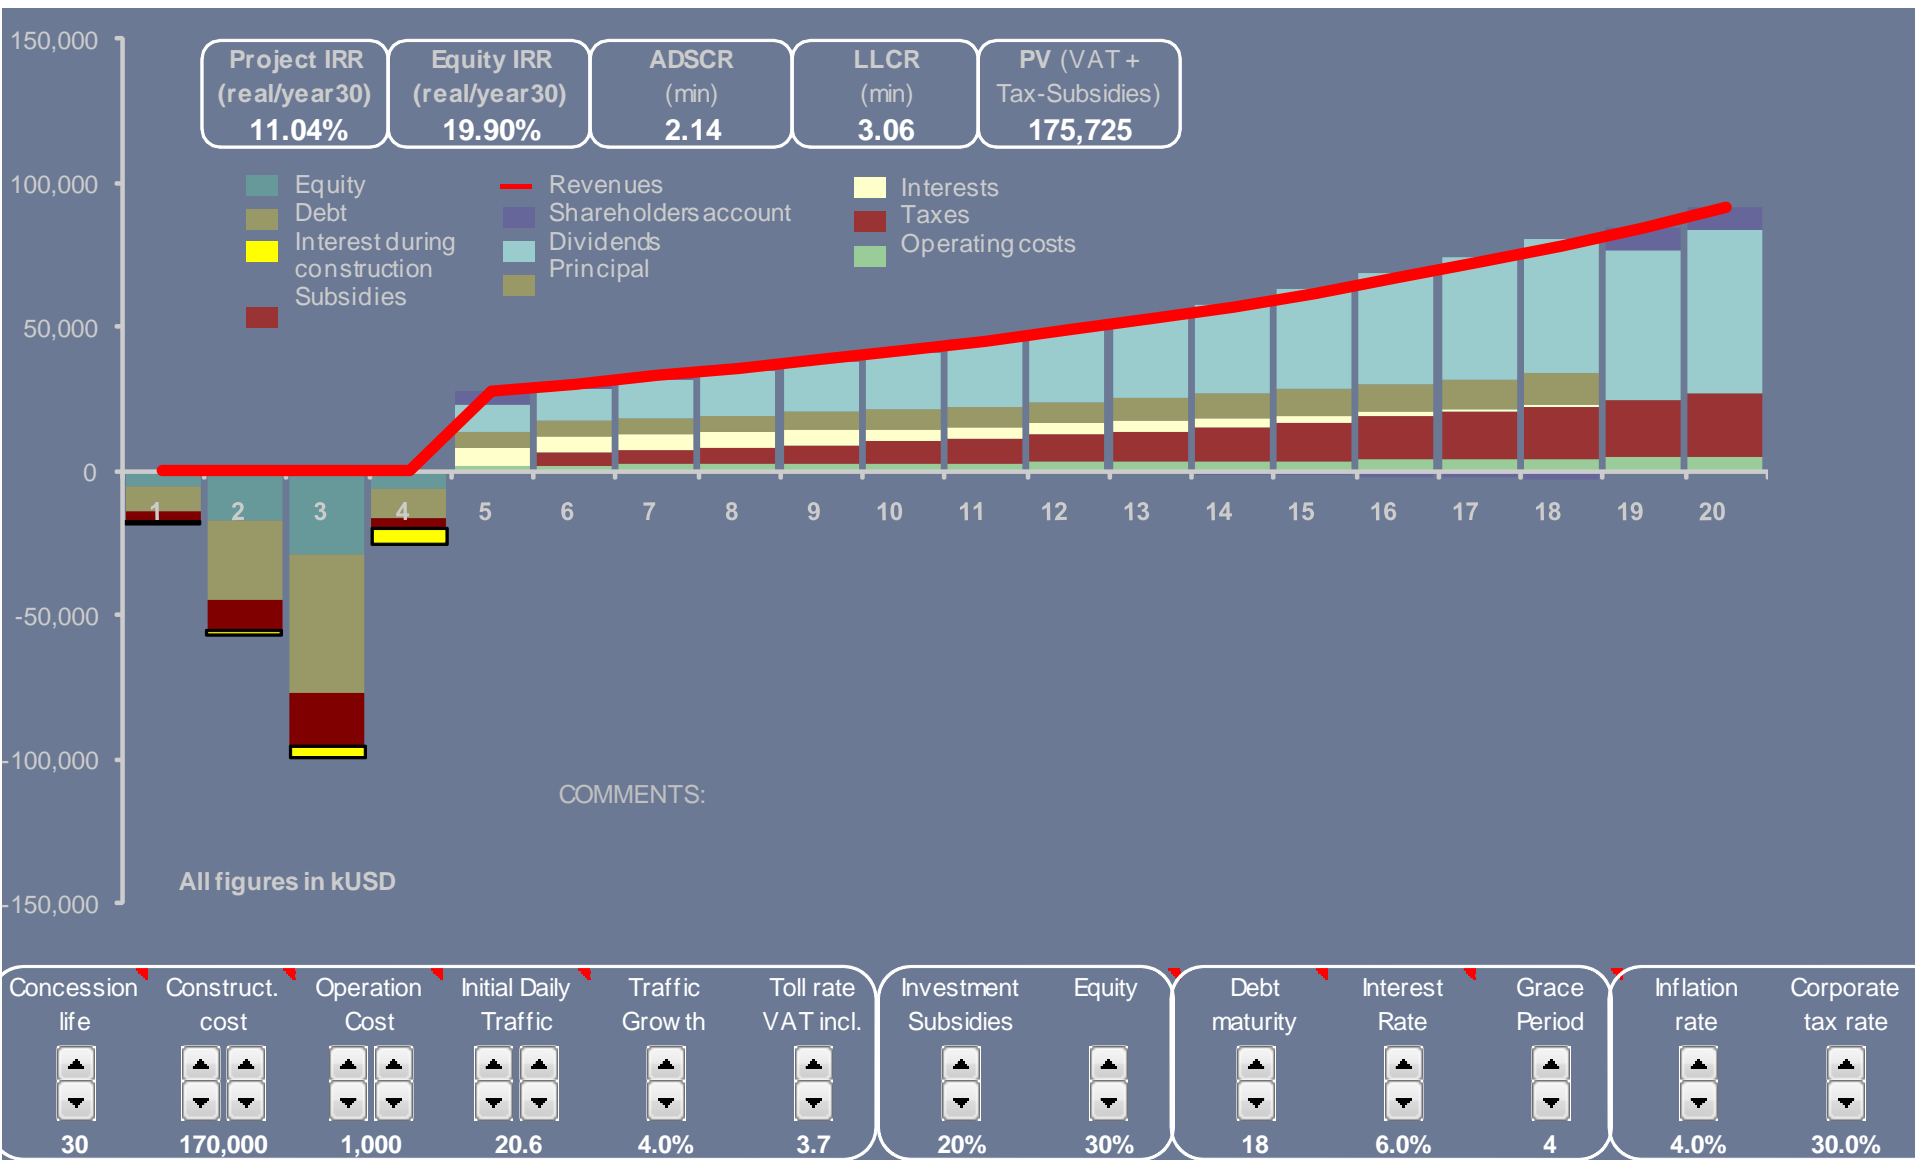 150,000
100,000
50,000
0
-50,000
-100,000
-150,000
Project IRR
(real/year30)
11.04%
Equity IRR
(real/year30)
19.90%
ADSCR
(min)
2.14
LLCR
(min)
3.06
PV (VAT +
Tax-Subsidies)
175,725
Equity
Debt
Interest during
construction
Subsidies
Revenues
Shareholders account
Dividends
Principal
Interests
Taxes
Operating costs
1 2 3 4 5 6 7 8 9 10 11 12 13 14 15 16 17 18 19 20
COMMENTS:
All figures in kUSD
Concession
life
30
Construct.
cost
170,000
Operation
Cost
1,000
Initial Daily
Traffic
20.6
Traffic
Growth
4.0%
Toll rate
VAT incl.
3.7
Investment
Subsidies
20%
Equity
30%
Debt
maturity
18
Interest
Rate
6.0%
Grace
Period
4
Inflation
rate
4.0%
Corporate
tax rate
30.0%